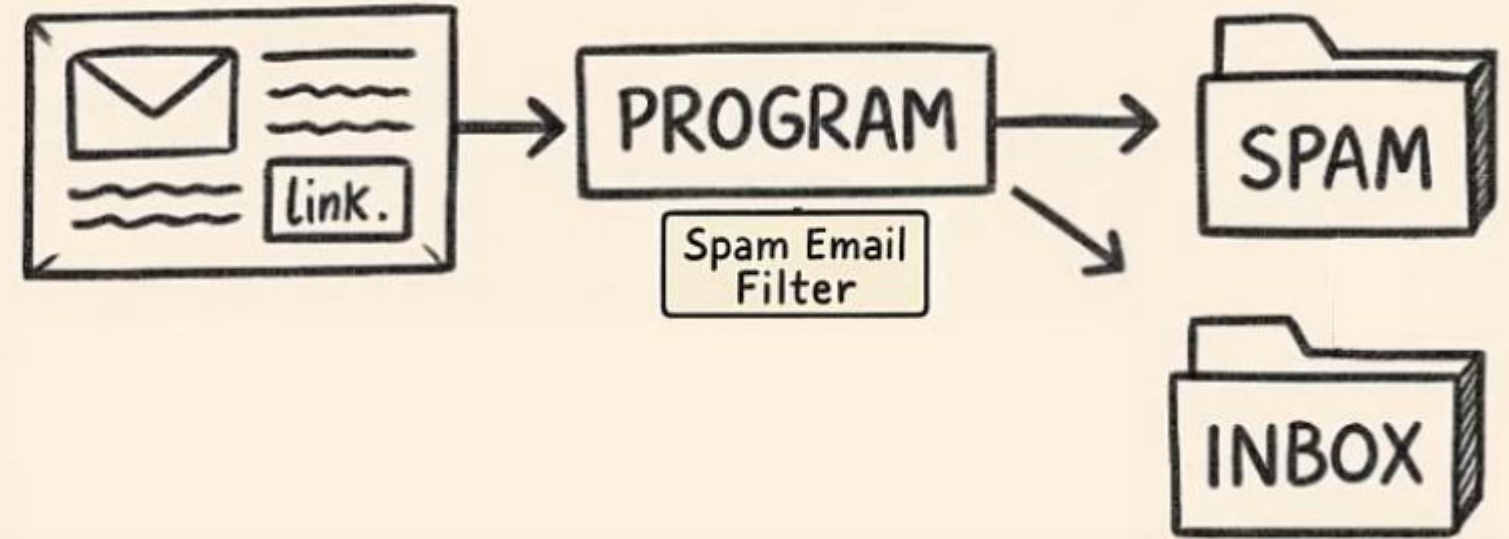 link.
PROGRAM
Spam Email
Filter
SPAM
INBOX